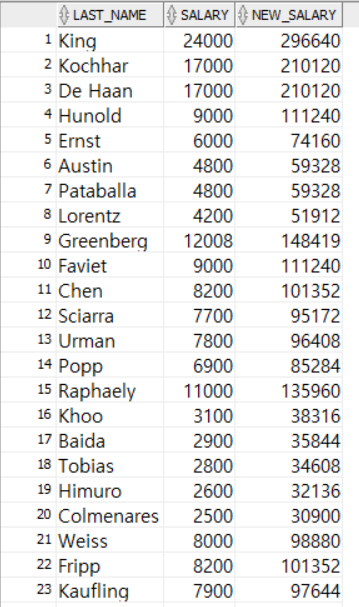 LAST_NAME SALARY NEW_SALARY
1 King 24000 296640
2 Kochhar 17000 210120
3 De Haan 17000 210120
4 Hunold 9000 111240
5 Ernst 6000 74160
6 Austin 4800 59328
7 Pataballa 4800 59328
8 Lorentz 4200 51912
9 Greenberg 12008 148419
10 Faviet 9000 111240
11 Chen 8200 101352
12 Sciarra 7700 95172
13 Urman 7800 96408
14 Popp 6900 85284
15 Raphaely 11000 135960
16 Khoo 3100 38316
17 Baida 2900 35844
18 Tobias 2800 34608
19 Himuro 2600 32136
20 Colmenares 2500 30900
21 Weiss 8000 98880
22 Fripp 8200 101352
23 Kaufling 7900 97644